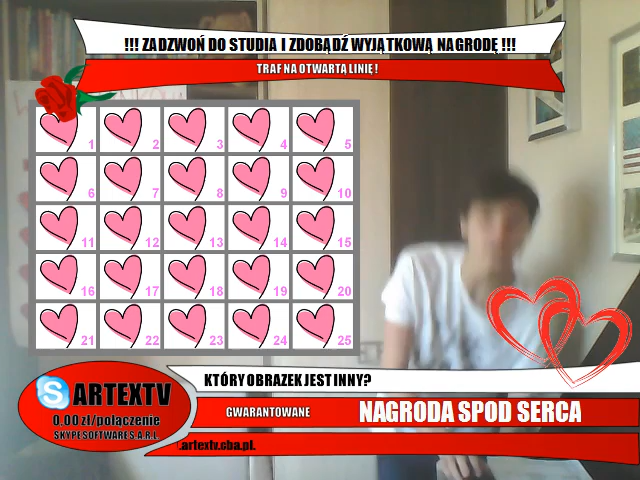 !!! ZADZWOŃ DO STUDIA I ZDOBĄDŹ WYJĄTKOWĄ NAGRODĘ !!!
TRAF NA OTWARTĄ LINIĘ !
1 2 3 4 5
6 7 8 9 10
11 12 13 14 15
16 17 18 19 20
21 22 23 24 25
KTÓRY OBRAZEK JEST INNY?
S ARTEXTV
0,00 zł/połączenie
SKYPESOFTWARE S.A.R.L.
GWARANTOWANE NAGRODA SPOD SERCA
.artextv.cba.pl.